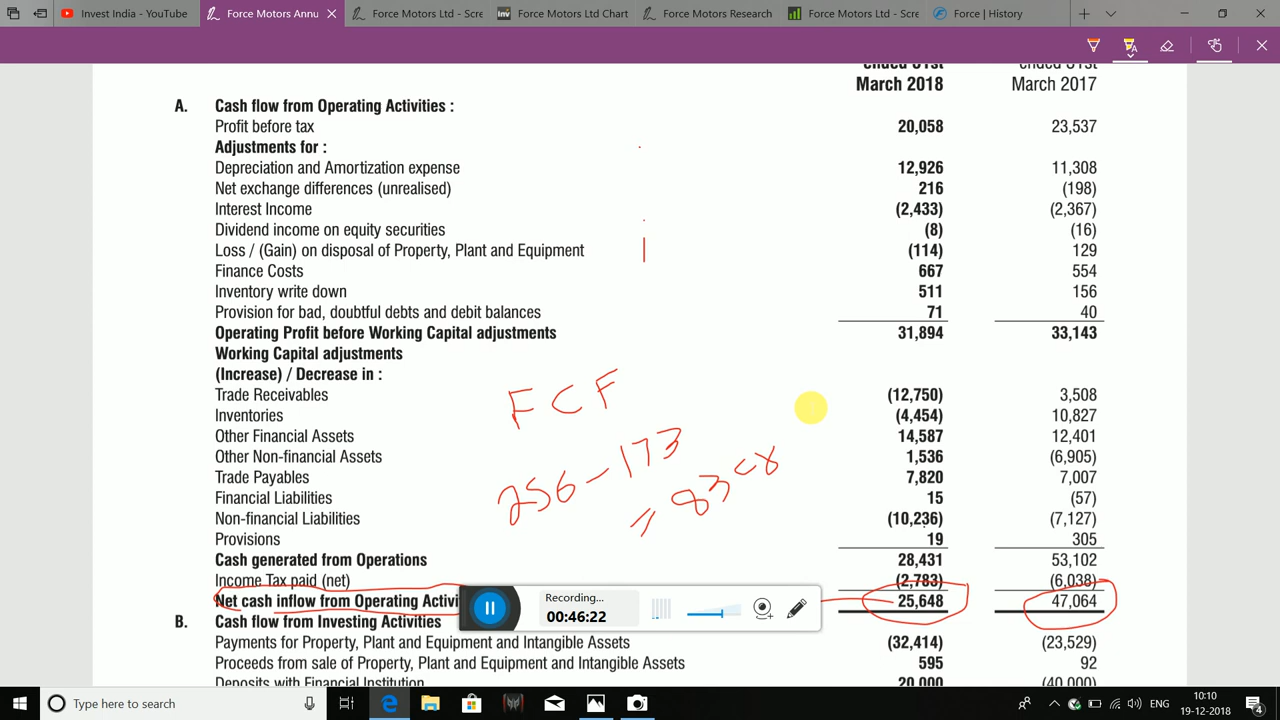 Invest India - YouTube
Force Motors Annu
Force Motors Ltd - Scre
Force Motors Ltd Chart
Force Motors Research
Force Motors Ltd - Scre
Force | History
March 2018 March 2017
A. Cash flow from Operating Activities :
Profit before tax 20,058 23,537
Adjustments for :
Depreciation and Amortization expense 12,926 11,308
Net exchange differences (unrealised) 216 (198)
Interest Income (2,433) (2,367)
Dividend income on equity securities (8) (16)
Loss / (Gain) on disposal of Property, Plant and Equipment (114) 129
Finance Costs 667 554
Inventory write down 511 156
Provision for bad, doubtful debts and debit balances 71 40
Operating Profit before Working Capital adjustments 31,894 33,143
Working Capital adjustments
(Increase) / Decrease in :
Trade Receivables (12,750) 3,508
Inventories (4,454) 10,827
Other Financial Assets 14,587 12,401
Other Non-financial Assets 1,536 (6,905)
Trade Payables 7,820 7,007
Financial Liabilities 15 (57)
Non-financial Liabilities (10,236) (7,127)
Provisions 19 305
Cash generated from Operations 28,431 53,102
Income Tax paid (net) (2,783) (6,038)
Net cash inflow from Operating Activi 25,648 47,064
FCF
256-173
= 83 cr
Recording...
00:46:22
B. Cash flow from Investing Activities
Payments for Property, Plant and Equipment and Intangible Assets (32,414) (23,529)
Proceeds from sale of Property, Plant and Equipment and Intangible Assets 595 92
Deposits with Financial Institution 20,000 (40,000)
Type here to search
ENG
10:10
19-12-2018